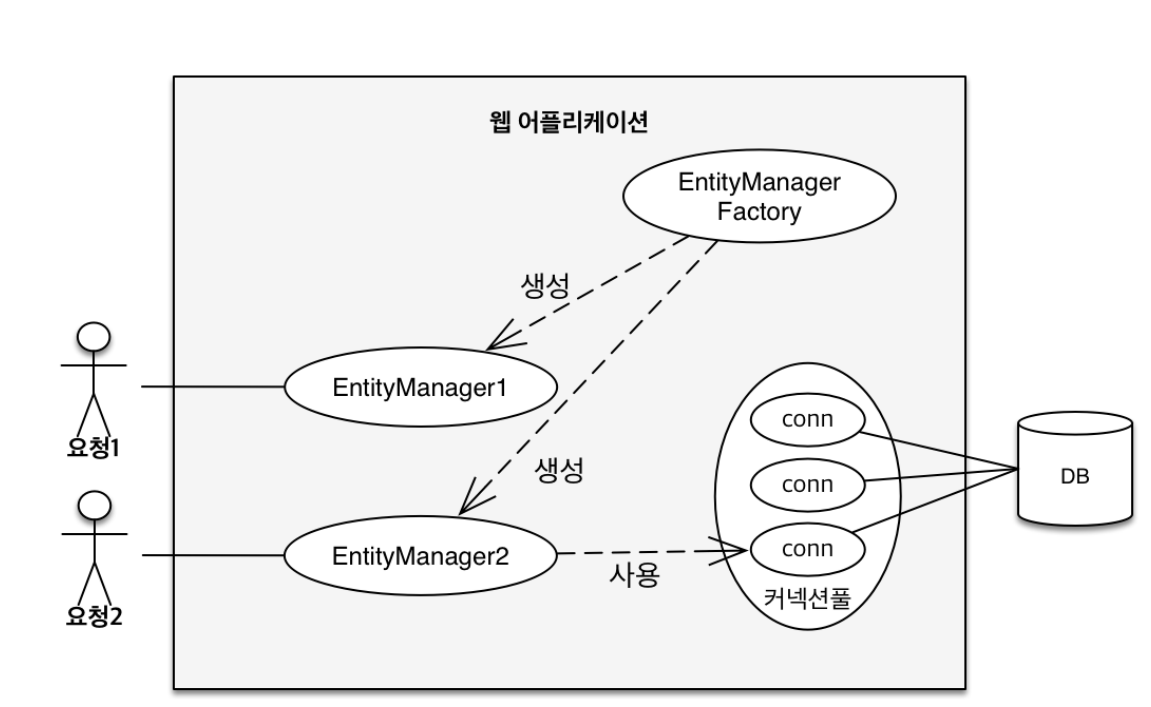 웹 어플리케이션
EntityManager
Factory
생성
EntityManager1
요청1
conn
생성
conn
DB
EntityManager2
conn
사용
커넥션풀
요청2